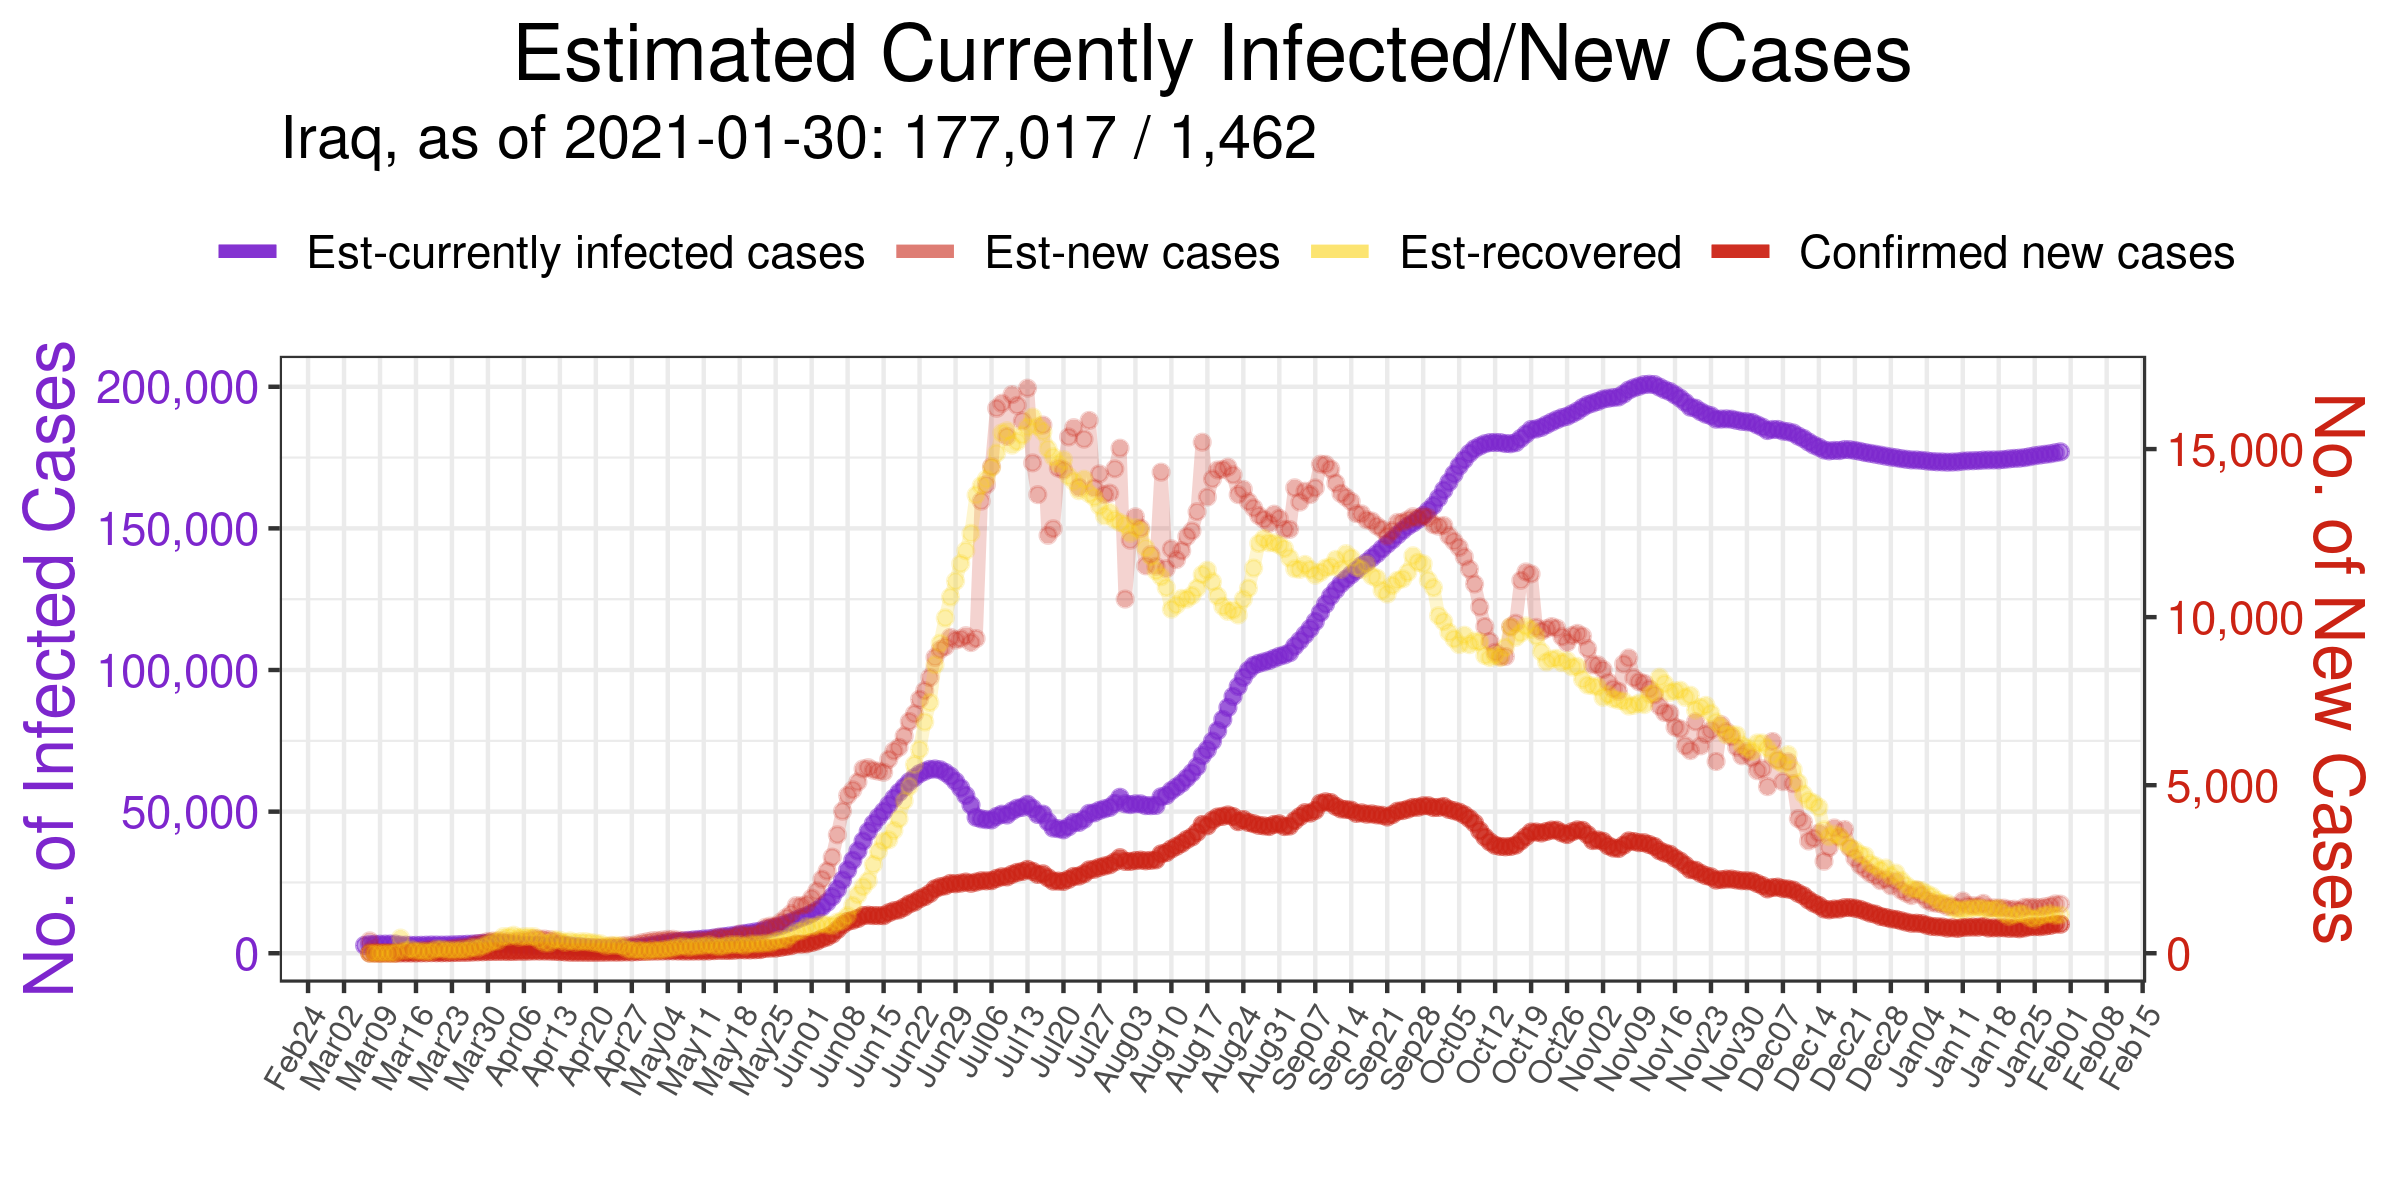 Estimated Currently Infected/New Cases
Iraq, as of 2021-01-30: 177,017 / 1,462
Est-currently infected cases
Est-new cases
Est-recovered
Confirmed new cases
No. of Infected Cases
200,000
150,000
100,000
50,000
0
15,000
10,000
5,000
0
No. of New Cases
Feb24
Mar02
Mar09
Mar16
Mar23
Mar30
Apr06
Apr13
Apr20
Apr27
May04
May11
May18
May25
Jun01
Jun08
Jun15
Jun22
Jun29
Jul06
Jul13
Jul20
Jul27
Aug03
Aug10
Aug17
Aug24
Aug31
Sep07
Sep14
Sep21
Sep28
Oct05
Oct12
Oct19
Oct26
Nov02
Nov09
Nov16
Nov23
Nov30
Dec07
Dec14
Dec21
Dec28
Jan04
Jan11
Jan18
Jan25
Feb01
Feb08
Feb15